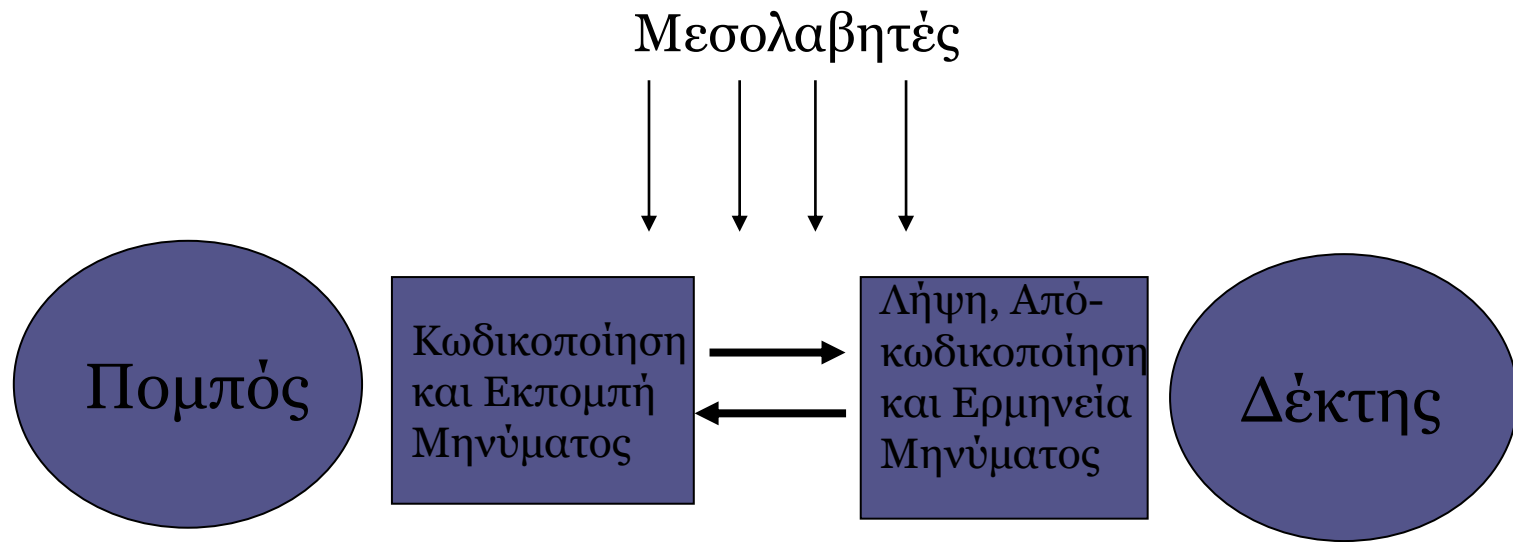 Μεσολαβητές
Πομπός
Κωδικοποίηση
και Εκπομπή
Μηνύματος
Λήψη, Από-
κωδικοποίηση
και Ερμηνεία
Μηνύματος
Δέκτης